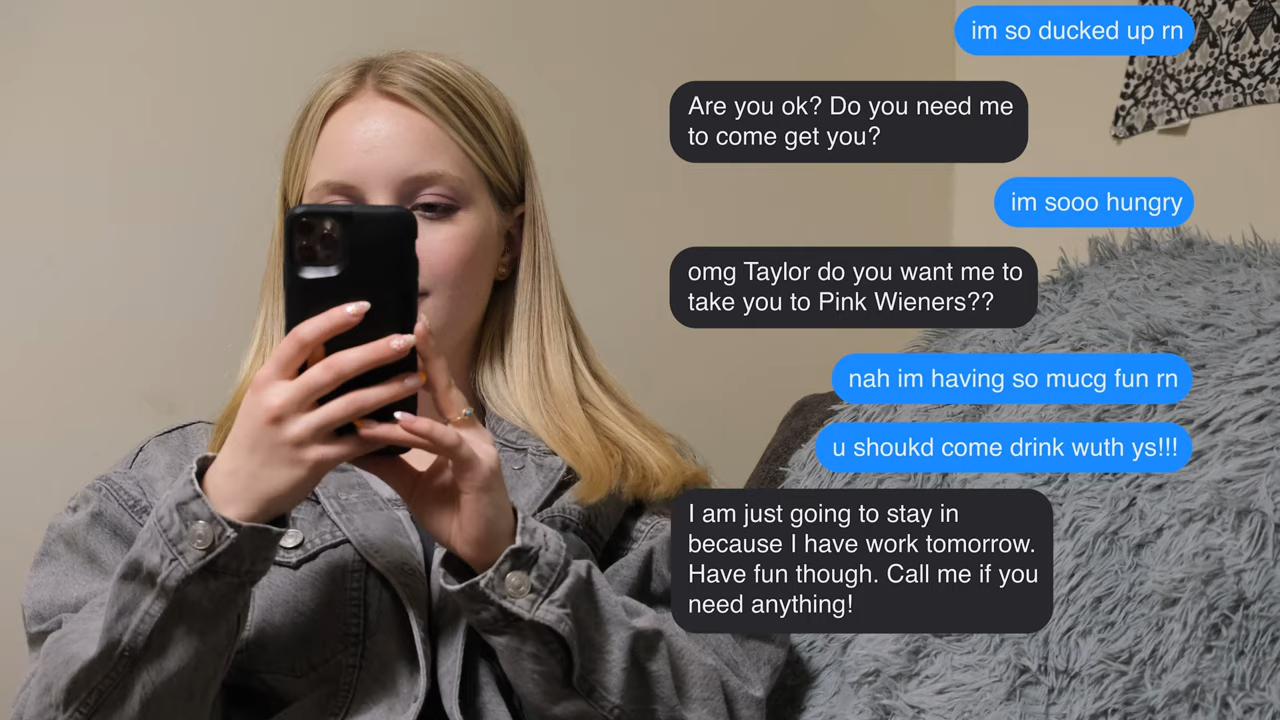 im so ducked up rn
Are you ok? Do you need me
to come get you?
im sooo hungry
omg Taylor do you want me to
take you to Pink Wieners??
nah im having so mucg fun rn
u shoukd come drink wuth ys!!!
I am just going to stay in
because I have work tomorrow.
Have fun though. Call me if you
need anything!